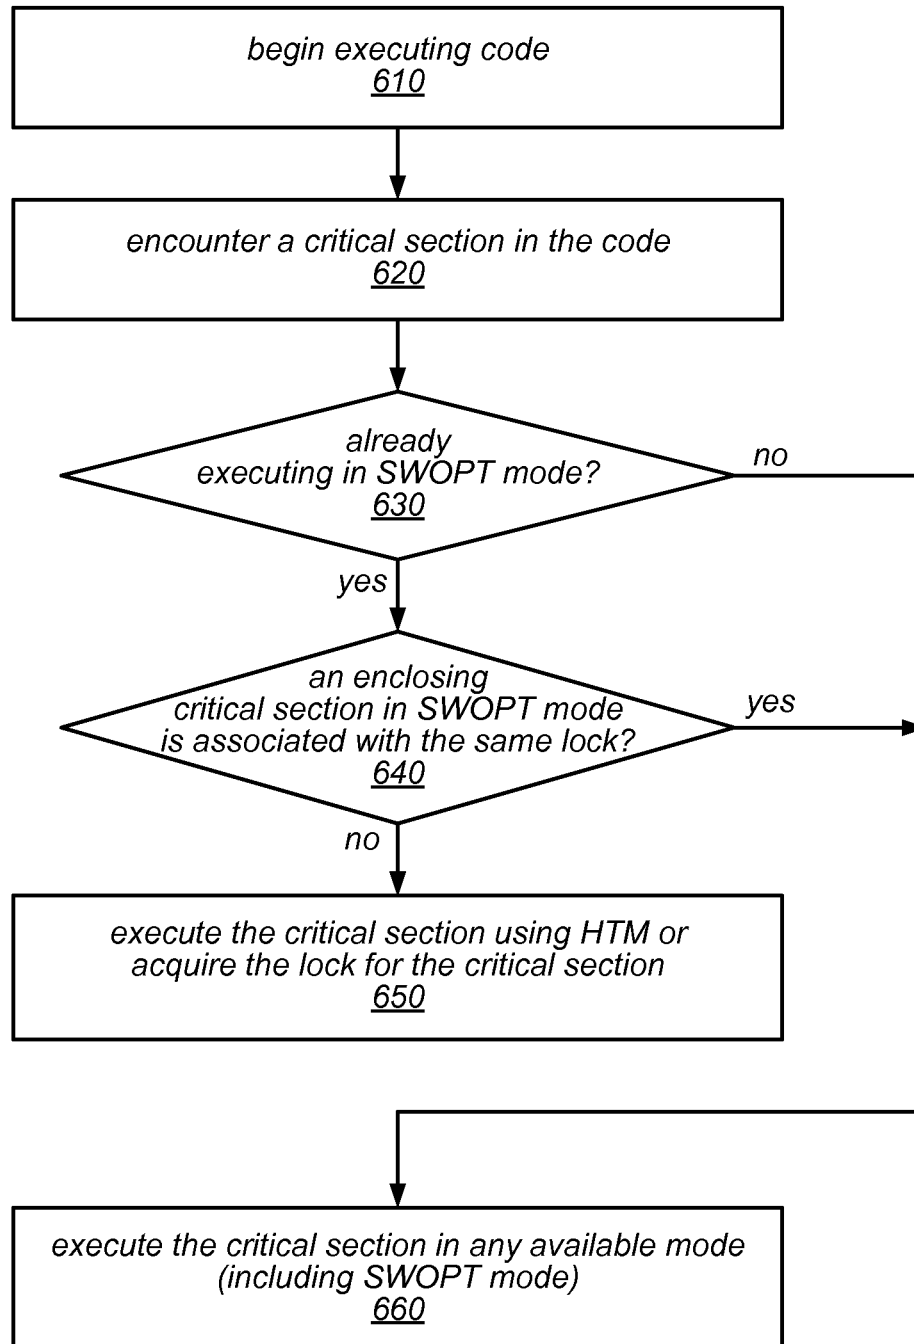 begin executing code
610
encounter a critical section in the code
620
already
executing in SWOPT mode?
630
no
yes
an enclosing
critical section in SWOPT mode
is associated with the same lock?
640
yes
no
execute the critical section using HTM or
acquire the lock for the critical section
650
execute the critical section in any available mode
(including SWOPT mode)
660